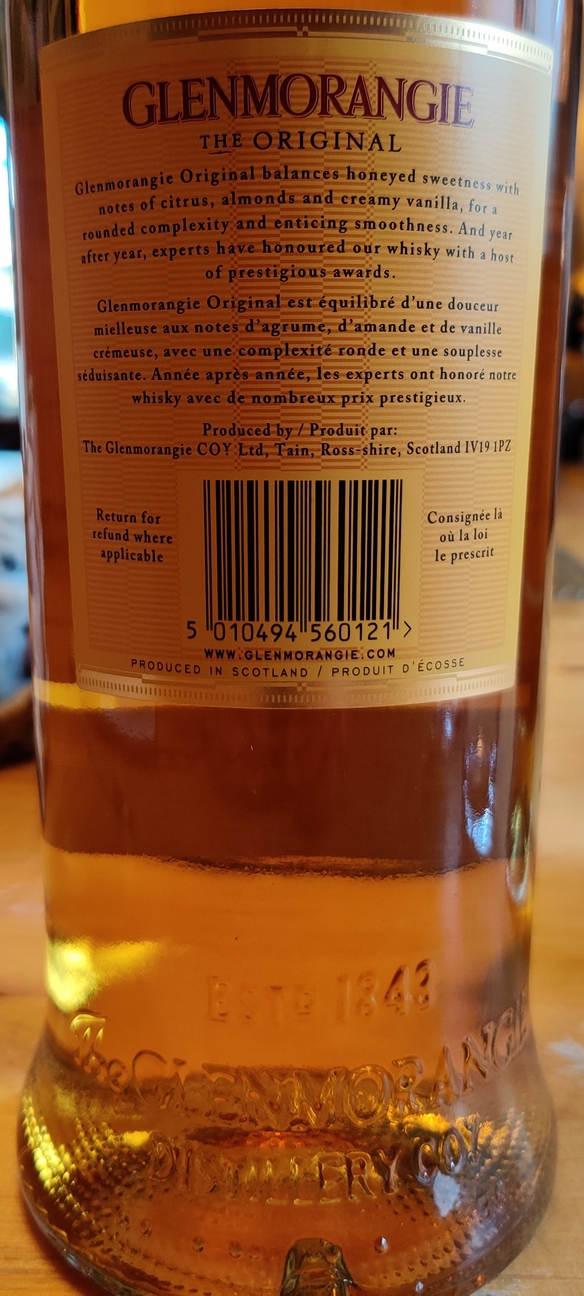 GLENMORANGIE
THE ORIGINAL
Glenmorangie Original balances honeyed sweetness with
notes of citrus, almonds and creamy vanilla, for a
rounded complexity and enticing smoothness. And year
after year, experts have honoured our whisky with a host
of prestigious awards.
Glenmorangie Original est équilibré d'une douceur
mielleuse aux notes d'agrume, d'amande et de vanille
crémeuse, avec une complexité ronde et une souplesse
séduisante. Année après année, les experts ont honoré notre
whisky avec de nombreux prix prestigieux.
Produced by / Produit par:
The Glenmorangie COY Ltd, Tain, Ross-shire, Scotland IV19 1PZ
Return for
refund where
applicable
Consignée là
où la loi
le prescrit
5 010494 560121 >
WWW.GLENMORANGIE.COM
PRODUCED IN SCOTLAND / PRODUIT D'ÉCOSSE
ESTD 1843
The GLENMORANGIE
DISTILLERY COY